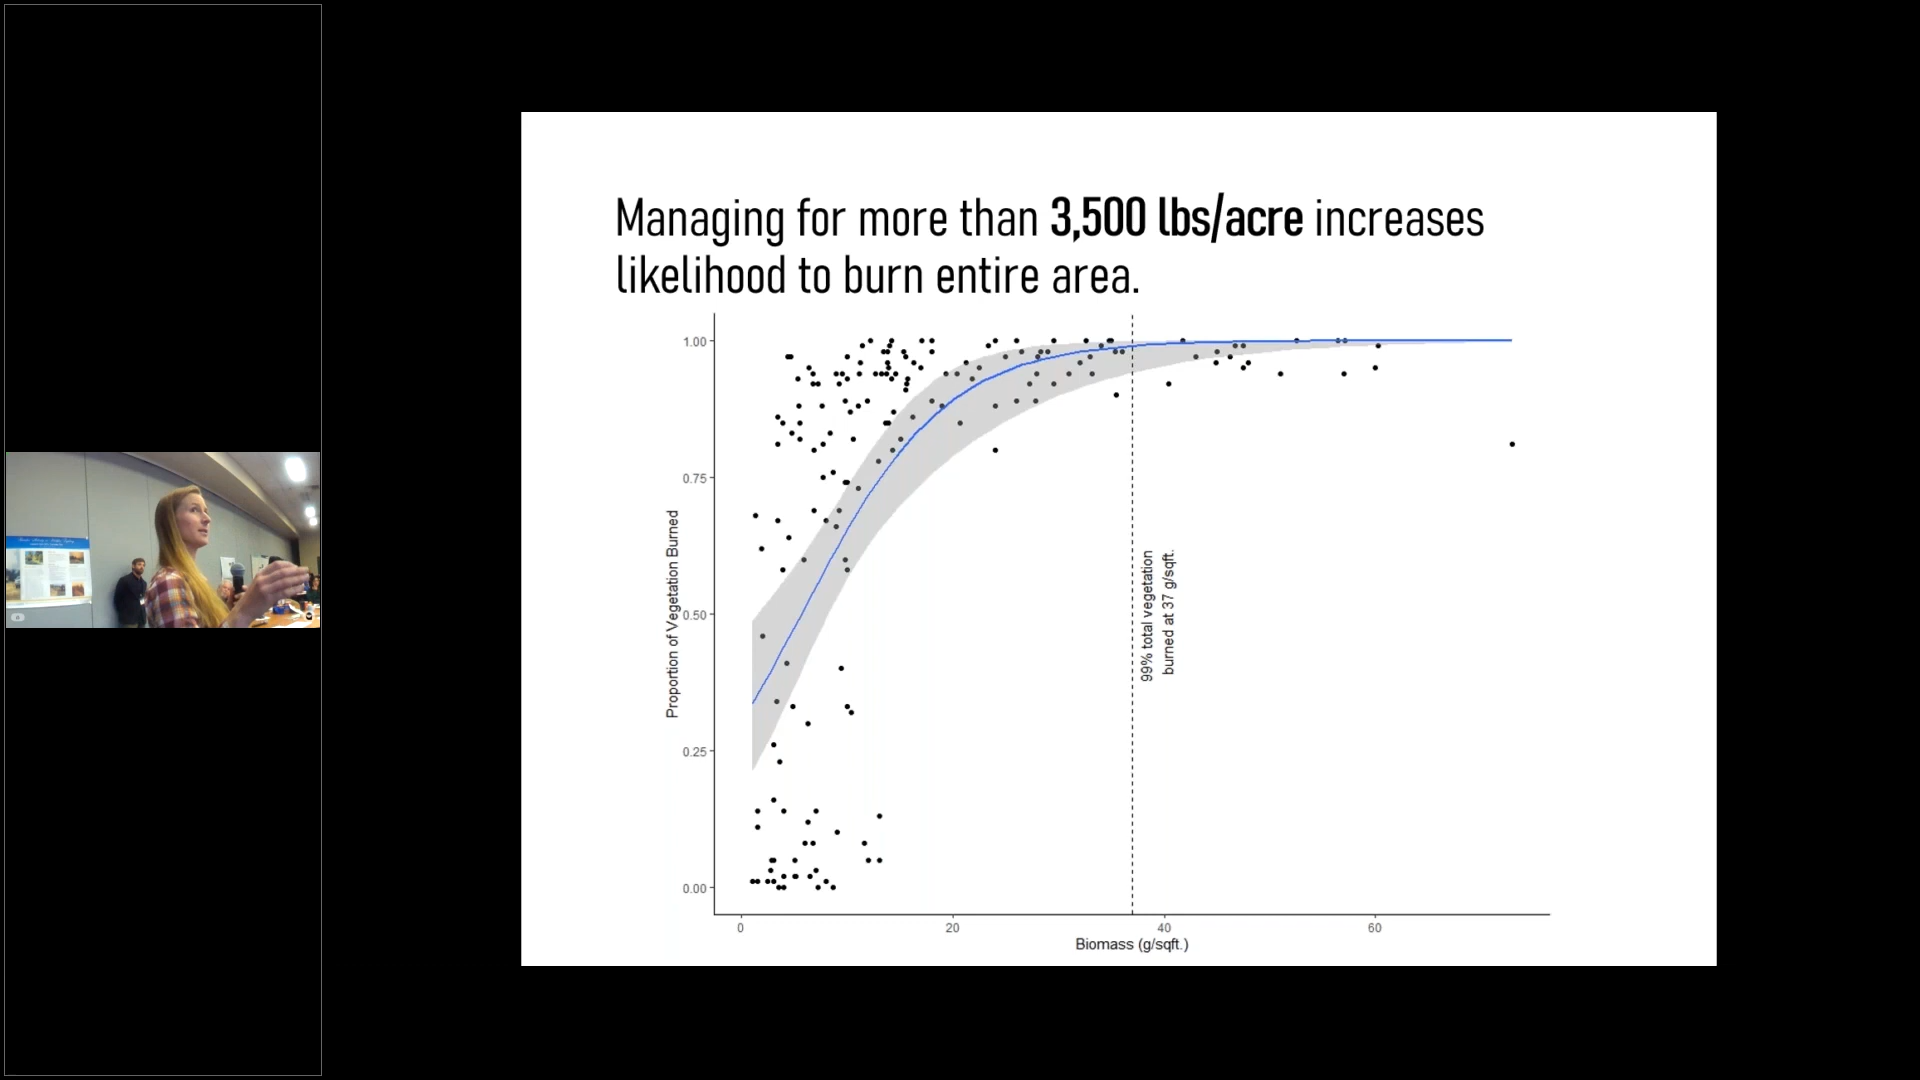 Managing for more than 3,500 lbs/acre increases
likelihood to burn entire area.
Proportion of Vegetation Burned
1.00
0.75
0.50
0.25
0.00
99% total vegetation
burned at 37 g/sqft.
0
20
40
60
Biomass (g/sqft.)